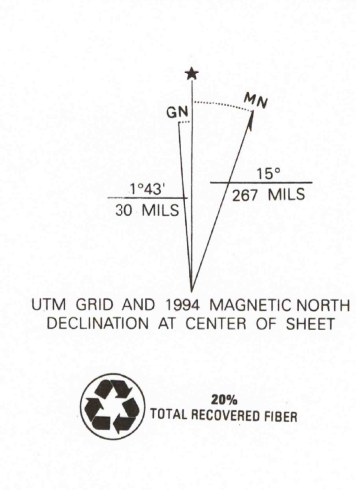 ★
MN
GN
1°43'
30 MILS
15°
267 MILS
UTM GRID AND 1994 MAGNETIC NORTH
DECLINATION AT CENTER OF SHEET
20%
TOTAL RECOVERED FIBER